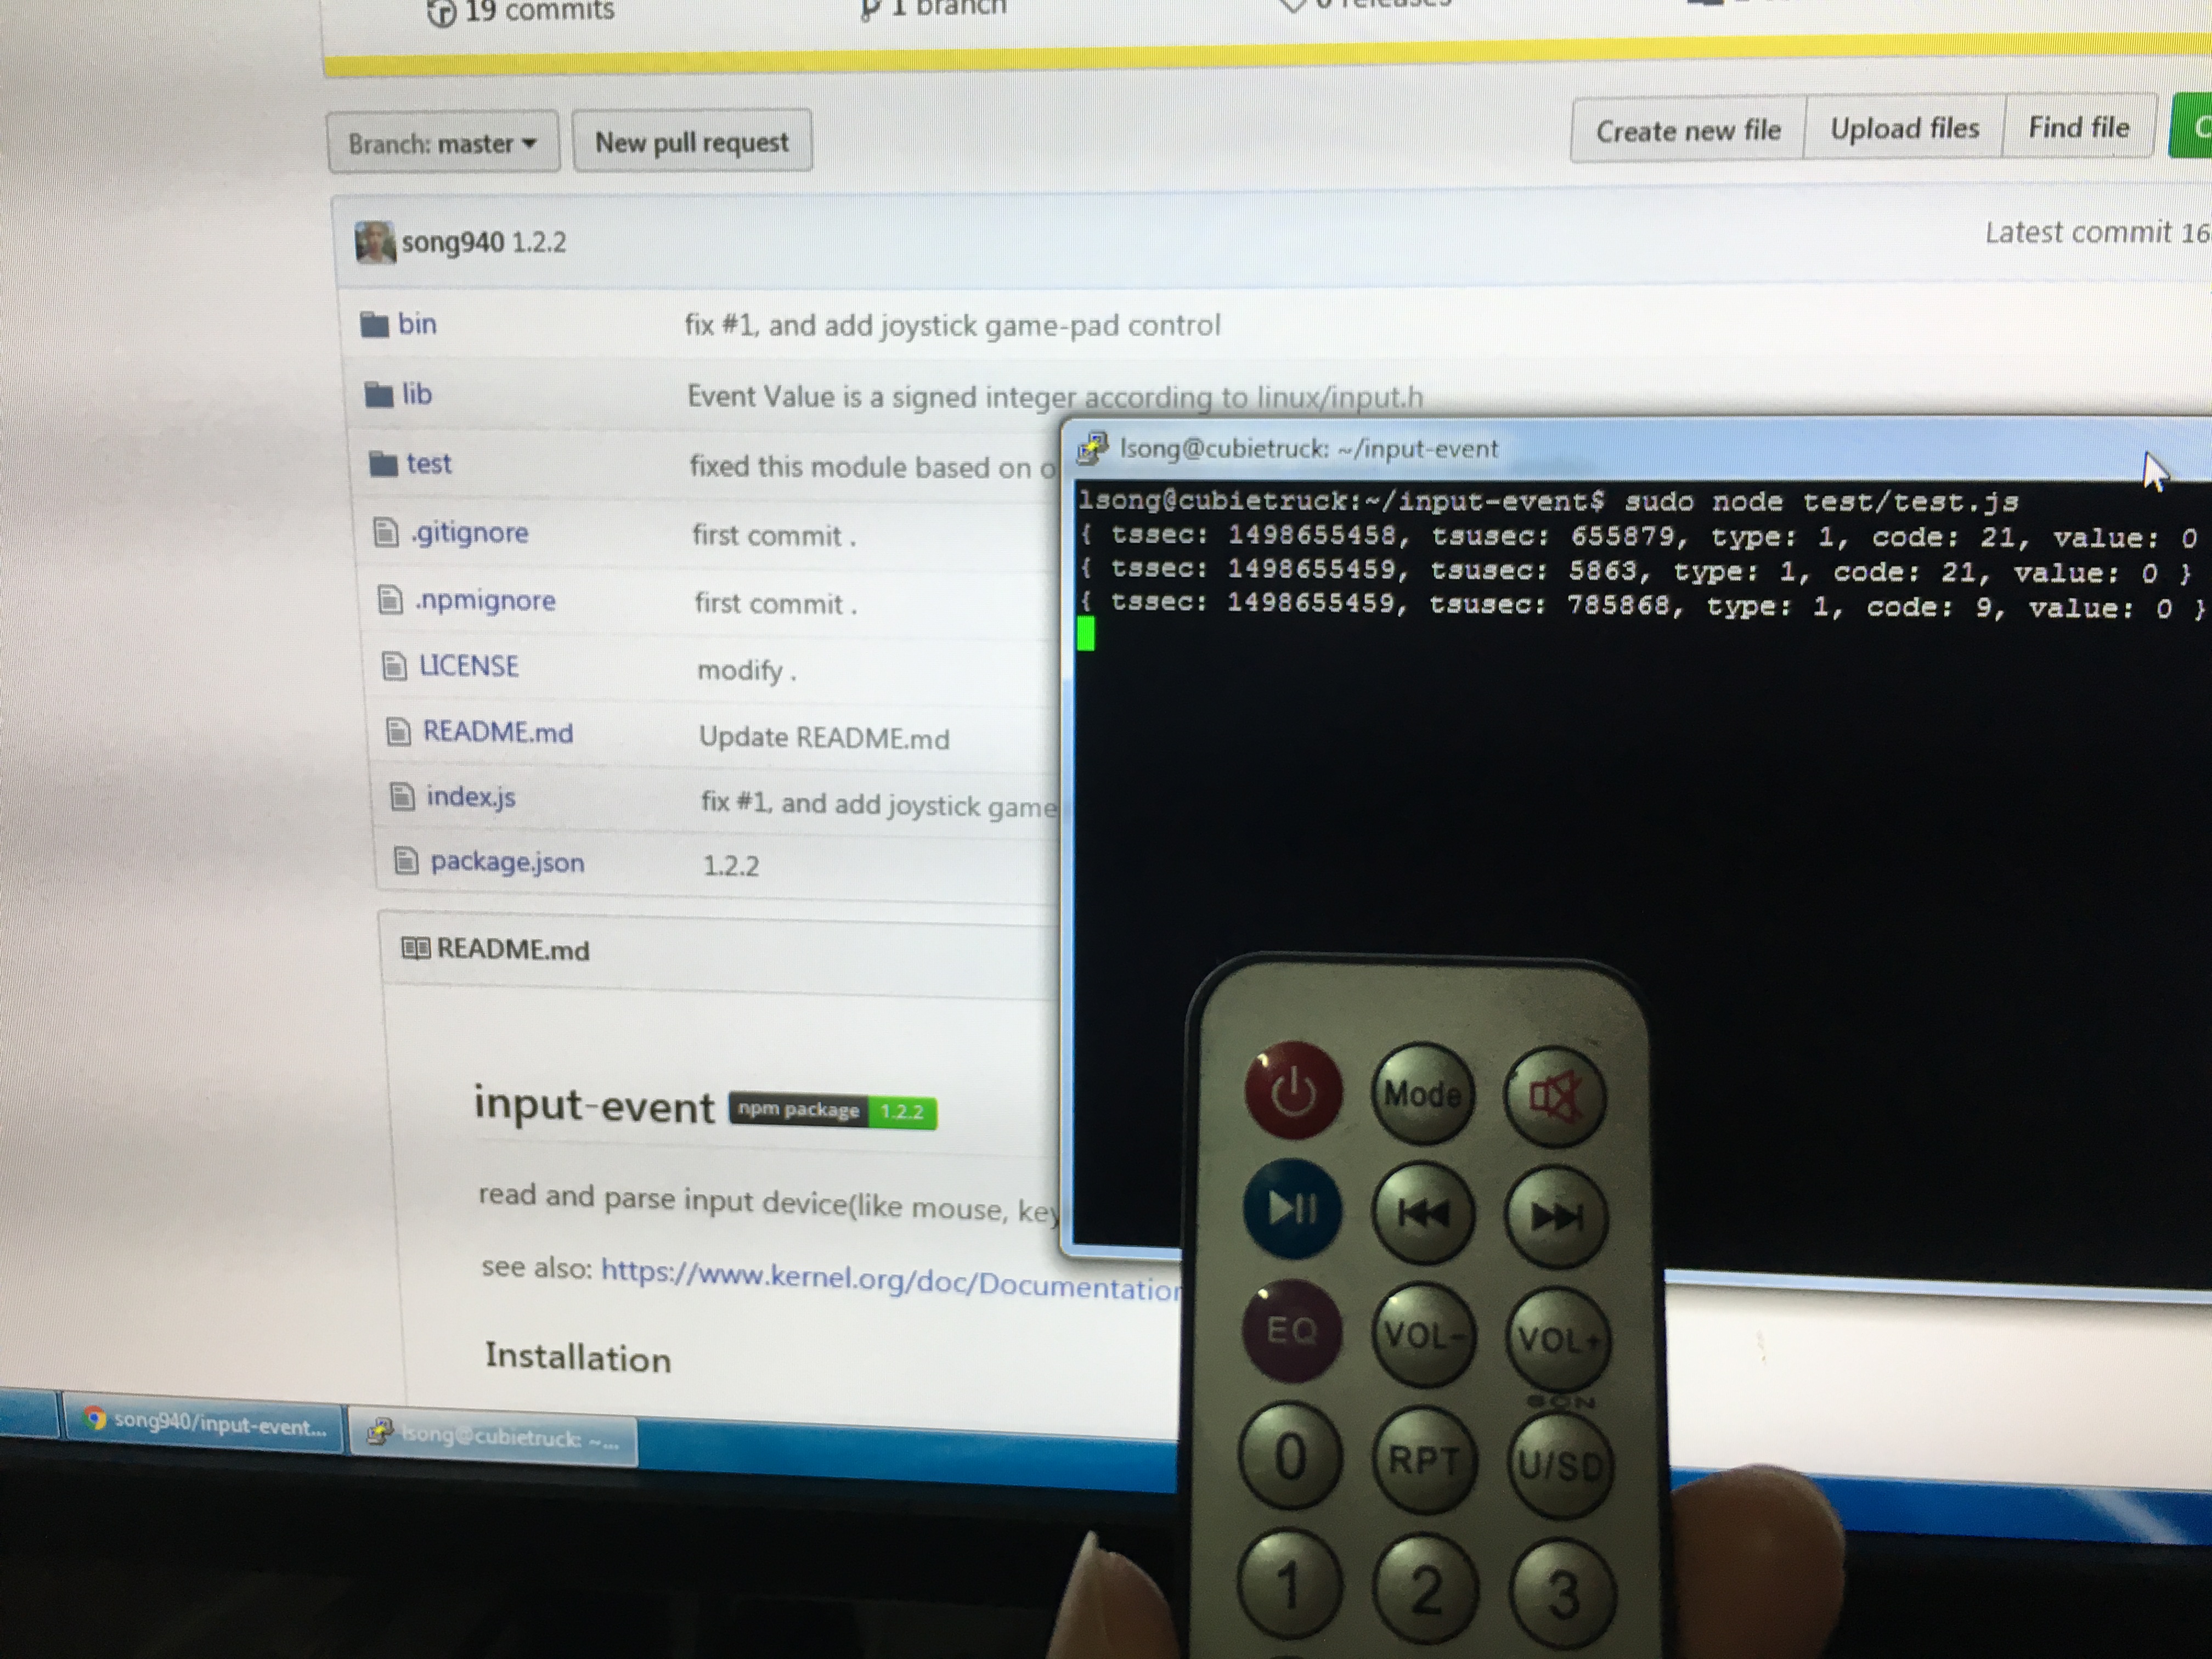 19 commits
1 branch
0 releases
Branch: master
New pull request
Create new file
Upload files
Find file
song940 1.2.2
Latest commit 16
bin
fix #1, and add joystick game-pad control
lib
Event Value is a signed integer according to linux/input.h
test
fixed this module based on o
.gitignore
first commit .
.npmignore
first commit .
LICENSE
modify .
README.md
Update README.md
index.js
fix #1, and add joystick game
package.json
1.2.2
README.md
input-event
npm package 1.2.2
read and parse input device(like mouse, key
see also: https://www.kernel.org/doc/Documentation
Installation
lsong@cubietruck: ~/input-event
lsong@cubietruck:~/input-event$ sudo node test/test.js
{ tssec: 1498655458, tsusec: 655879, type: 1, code: 21, value: 0
{ tssec: 1498655459, tsusec: 5863, type: 1, code: 21, value: 0 }
{ tssec: 1498655459, tsusec: 785868, type: 1, code: 9, value: 0 }
Mode
EQ
VOL-
VOL+
0
RPT
U/SD
1
2
3
song940/input-event...
lsong@cubietruck: ~...